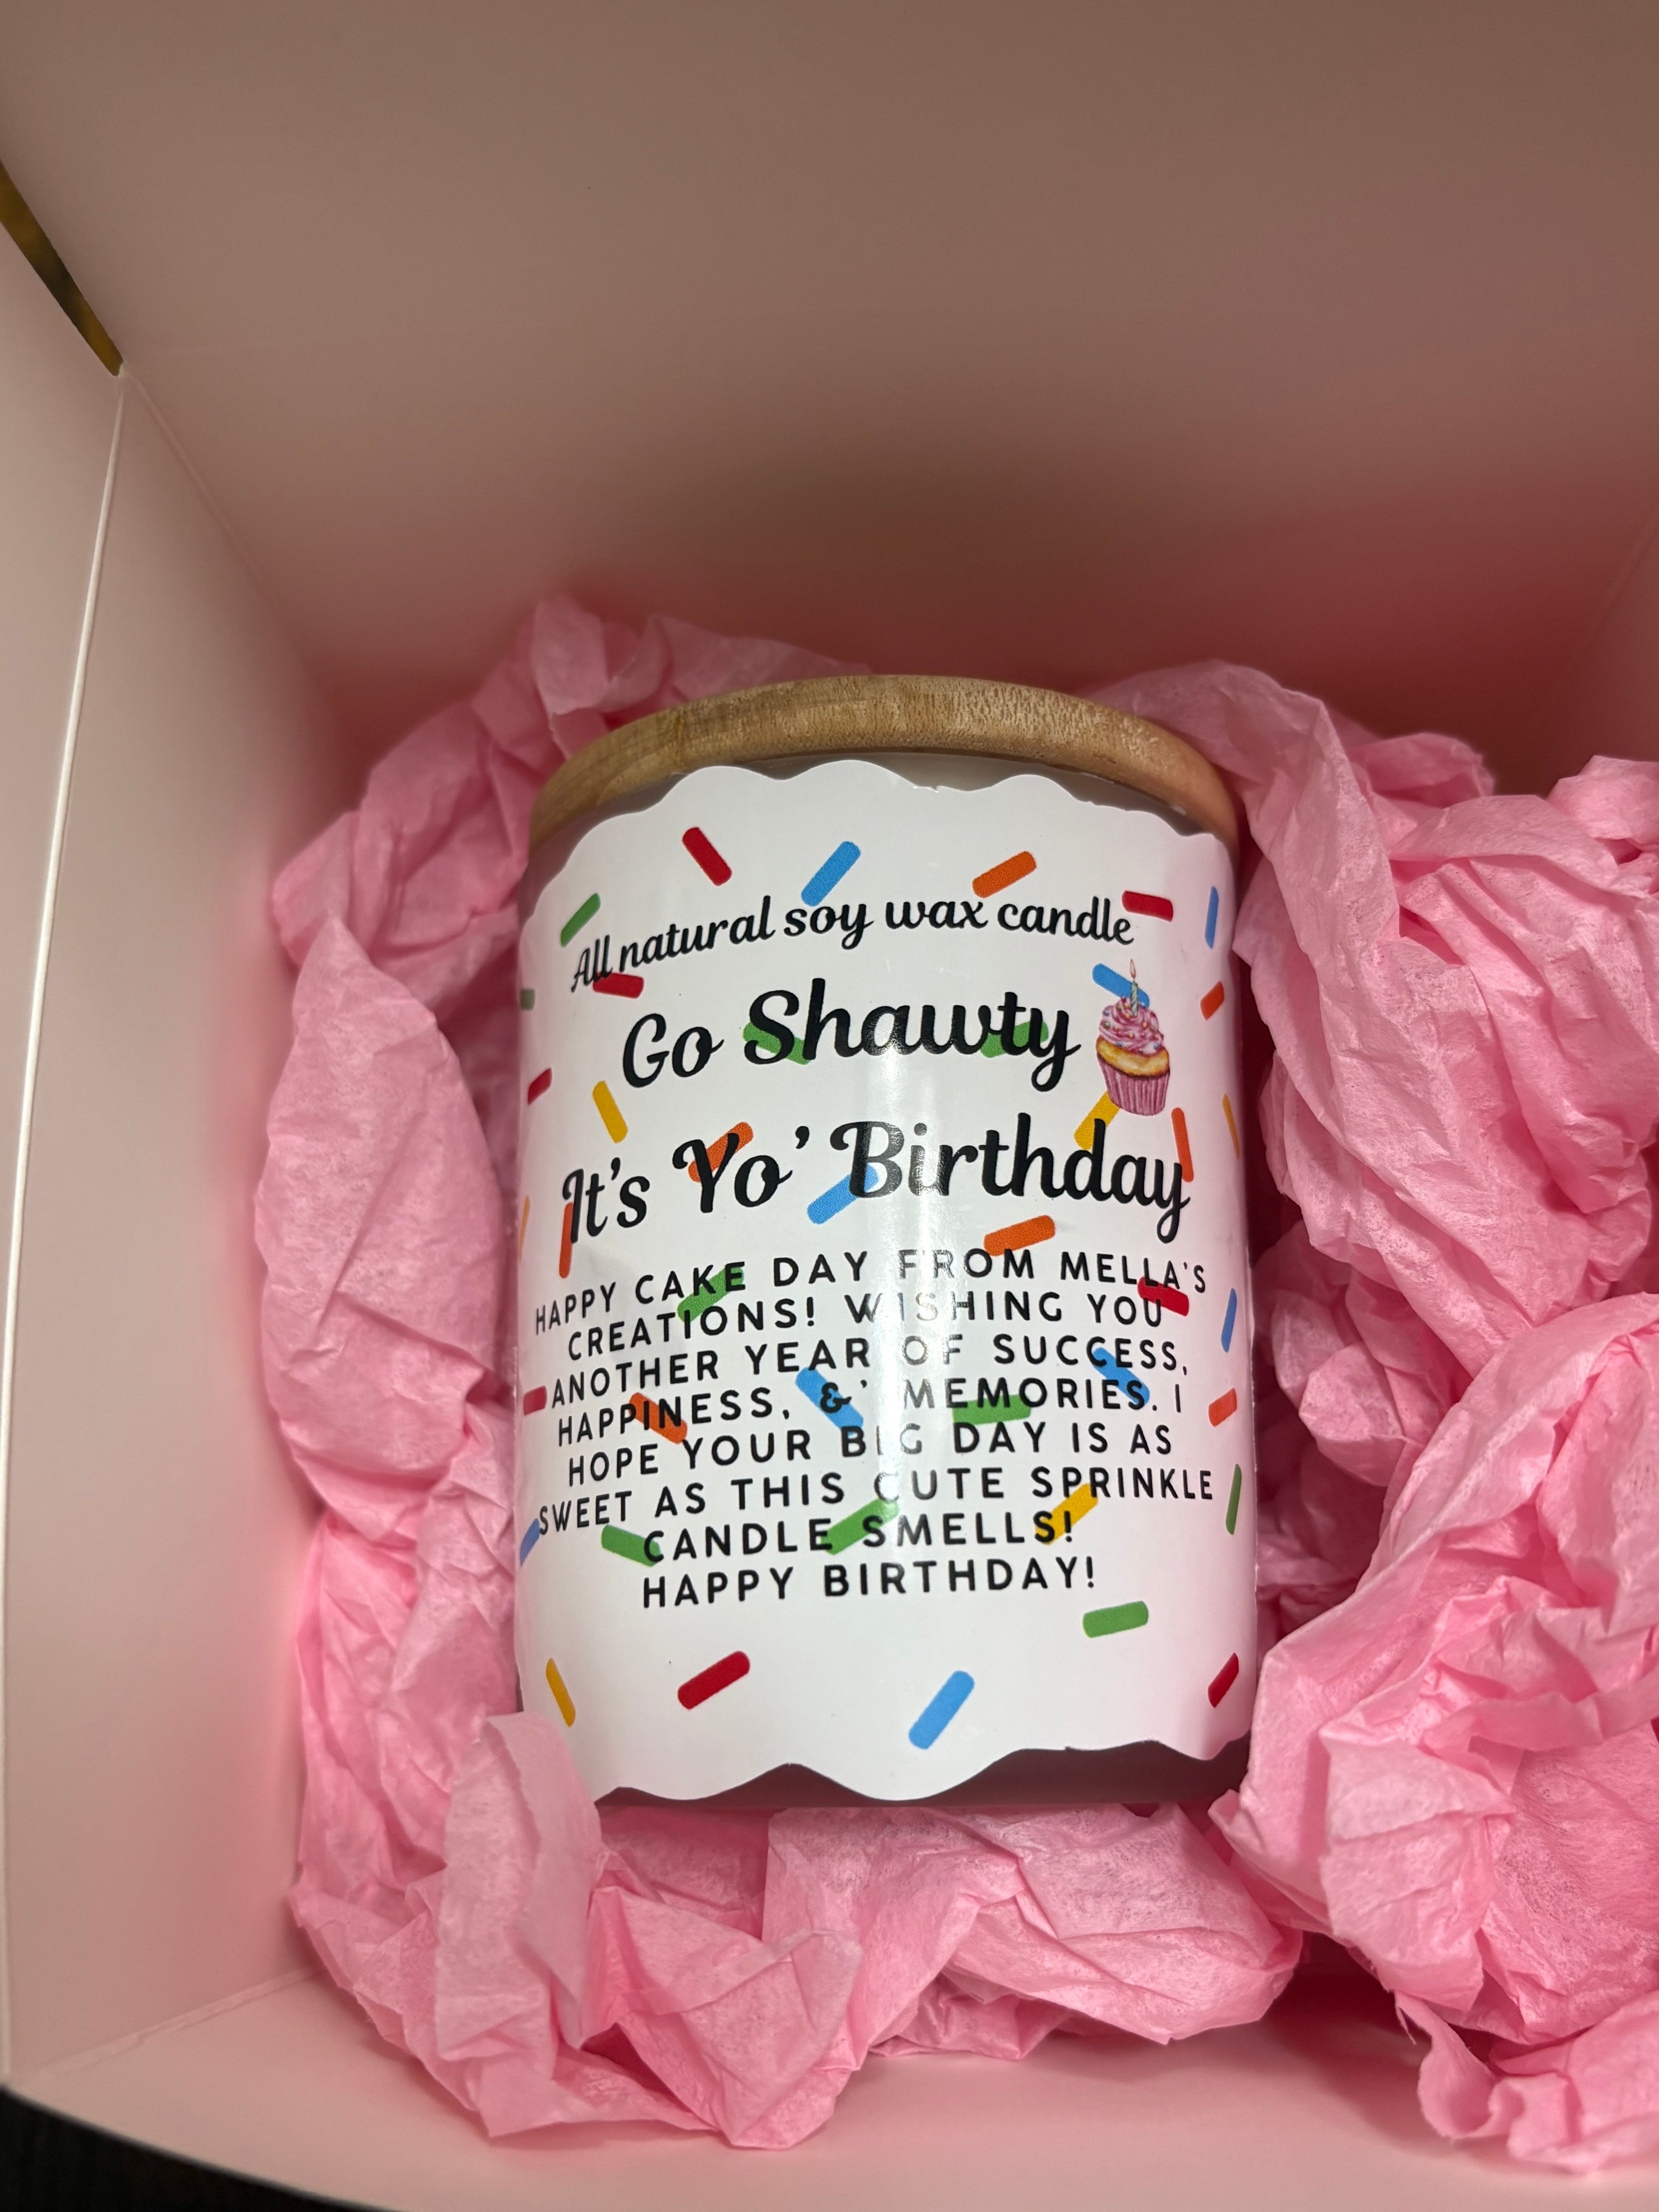 All natural soy wax candle
Go Shawty
It's Yo' Birthday
HAPPY CAKE DAY FROM MELLA'S
CREATIONS! WISHING YOU
ANOTHER YEAR OF SUCCESS,
HAPPINESS, &' MEMORIES. I
HOPE YOUR BIG DAY IS AS
SWEET AS THIS CUTE SPRINKLE
CANDLE SMELLS!
HAPPY BIRTHDAY!